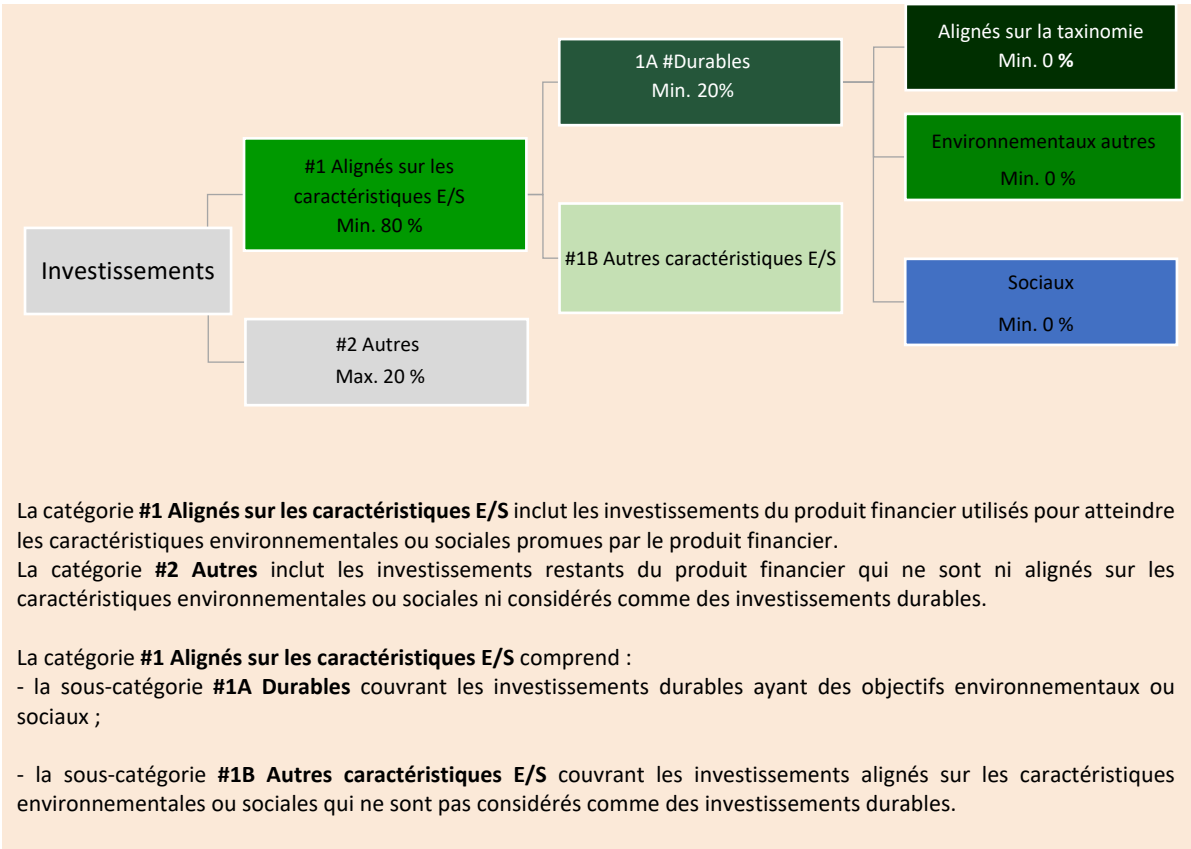 Investissements
#1 Alignés sur les
caractéristiques E/S
Min. 80 %
#2 Autres
Max. 20 %
1A #Durables
Min. 20%
#1B Autres caractéristiques E/S
Alignés sur la taxinomie
Min. 0 %
Environnementaux autres
Min. 0 %
Sociaux
Min. 0 %
La catégorie #1 Alignés sur les caractéristiques E/S inclut les investissements du produit financier utilisés pour atteindre
les caractéristiques environnementales ou sociales promues par le produit financier.
La catégorie #2 Autres inclut les investissements restants du produit financier qui ne sont ni alignés sur les
caractéristiques environnementales ou sociales ni considérés comme des investissements durables.
La catégorie #1 Alignés sur les caractéristiques E/S comprend :
- la sous-catégorie #1A Durables couvrant les investissements durables ayant des objectifs environnementaux ou
sociaux ;
- la sous-catégorie #1B Autres caractéristiques E/S couvrant les investissements alignés sur les caractéristiques
environnementales ou sociales qui ne sont pas considérés comme des investissements durables.